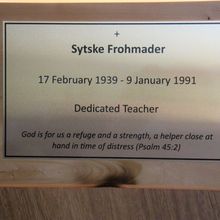 +
Sytske Frohmader
17 February 1939 - 9 January 1991
Dedicated Teacher
God is for us a refuge and a strength, a helper close at
hand in time of distress (Psalm 45:2)